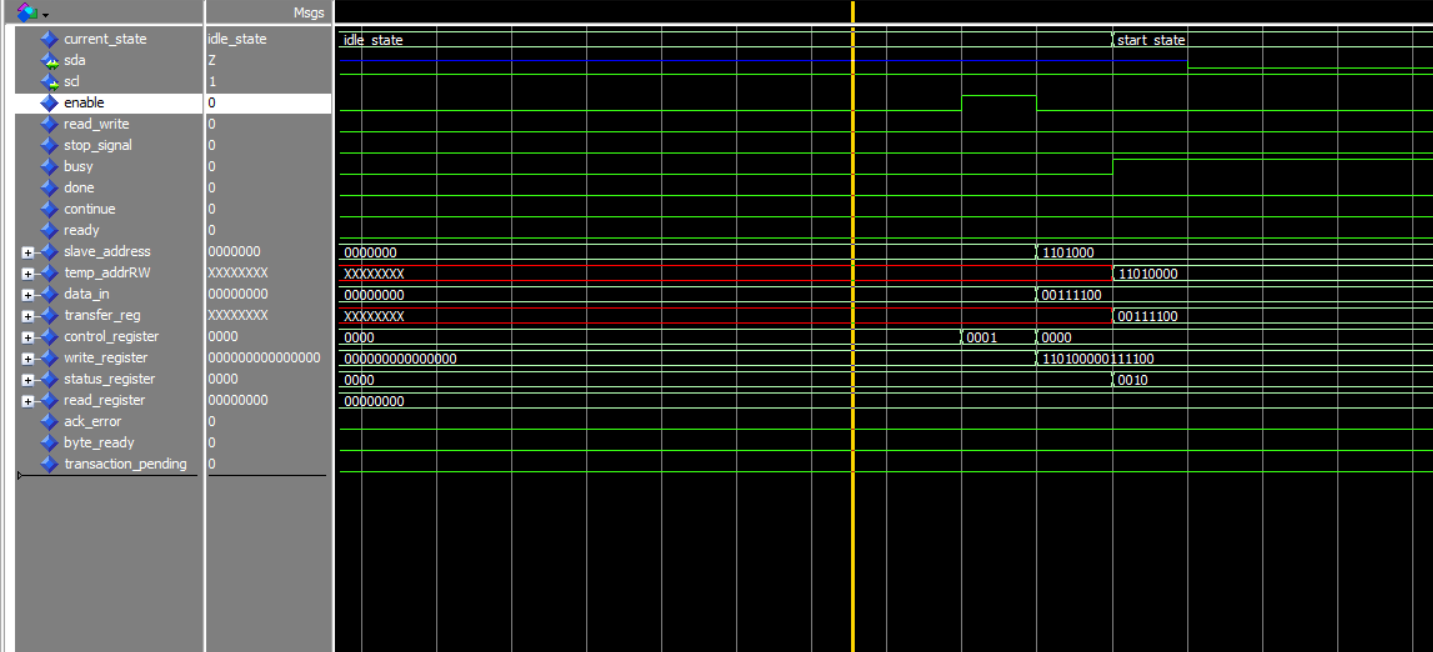 Msgs
current_state idle_state idle_state start_state
sda Z
scl 1
enable 0
read_write 0
stop_signal 0
busy 0
done 0
continue 0
ready 0
slave_address 0000000 0000000 1101000
temp_addrRW XXXXXXXX XXXXXXXX 11010000
data_in 00000000 00000000 00111100
transfer_reg XXXXXXXX XXXXXXXX 00111100
control_register 0000 0000 0001 0000
write_register 000000000000000 000000000000000 110100000111100
status_register 0000 0000 0010
read_register 00000000 00000000
ack_error 0
byte_ready 0
transaction_pending 0